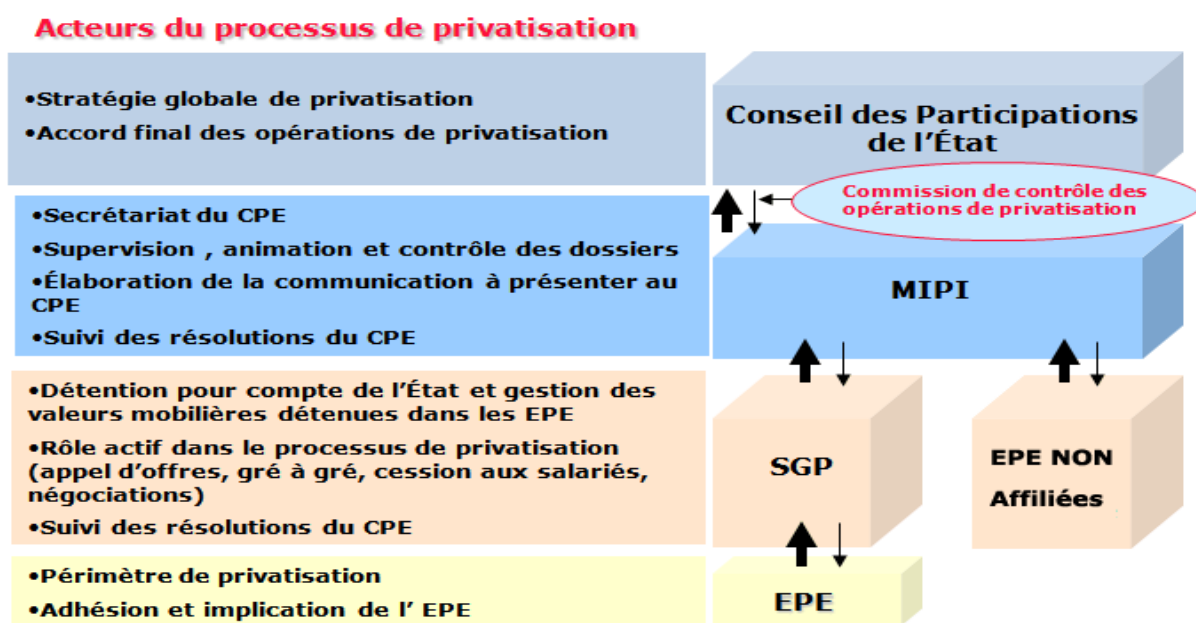 Acteurs du processus de privatisation
•Stratégie globale de privatisation
•Accord final des opérations de privatisation
Conseil des Participations
de l'État
Commission de contrôle des
opérations de privatisation
•Secrétariat du CPE
•Supervision , animation et contrôle des dossiers
•Élaboration de la communication à présenter au
CPE
•Suivi des résolutions du CPE
MIPI
•Détention pour compte de l'État et gestion des
valeurs mobilières détenues dans les EPE
•Rôle actif dans le processus de privatisation
(appel d'offres, gré à gré, cession aux salariés,
négociations)
•Suivi des résolutions du CPE
SGP
EPE NON
Affiliées
•Périmètre de privatisation
•Adhésion et implication de l' EPE
EPE